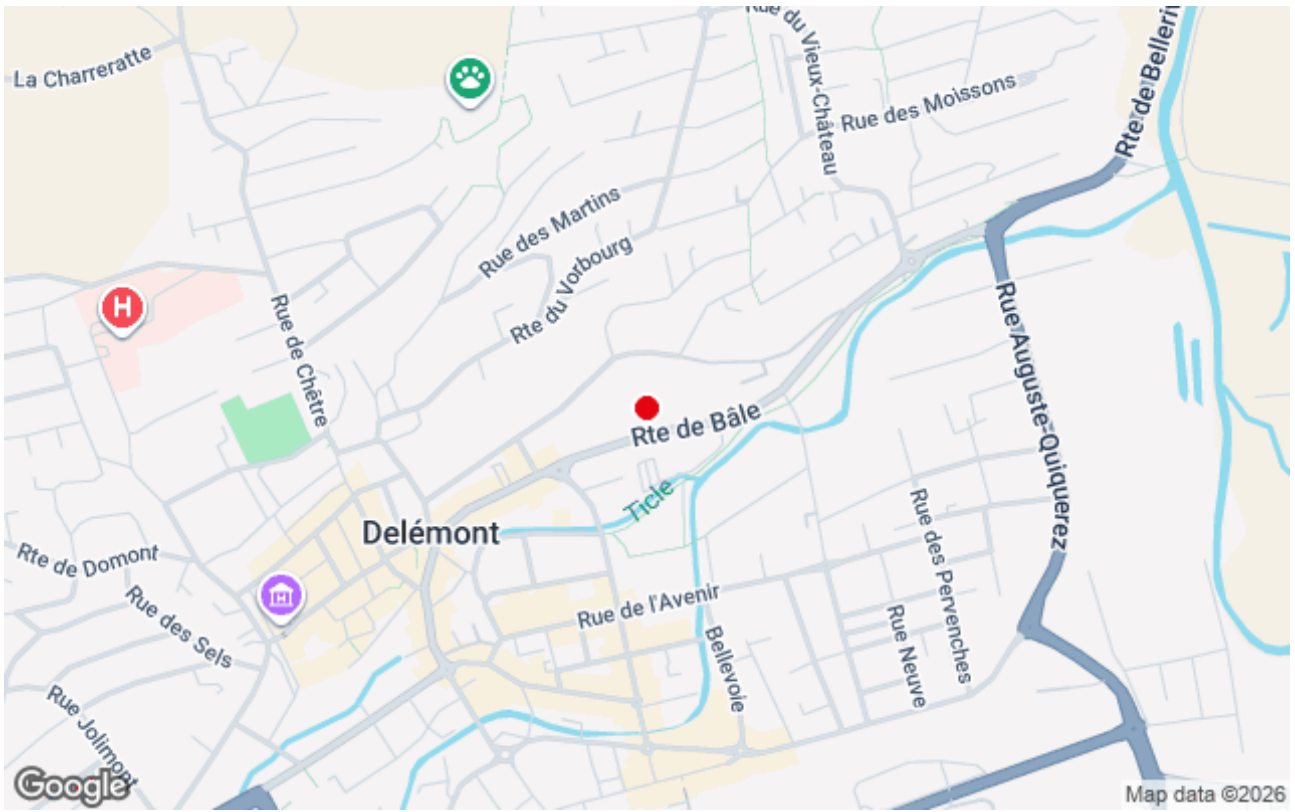 La Charreratte
Rue du Vieux-Château
Rue des Moissons
Rte de Belleri
Rue des Martins
Rte du Vorbourg
H
Rue de Chêtre
Rue Auguste-Quiquerez
Rte de Bâle
Ticle
Delémont
Rue des Pervenches
Rte de Domont
Rue des Sels
Rue de l'Avenir
Rue Neuve
Bellevoie
Rue Jolimont
Google
Map data ©2026